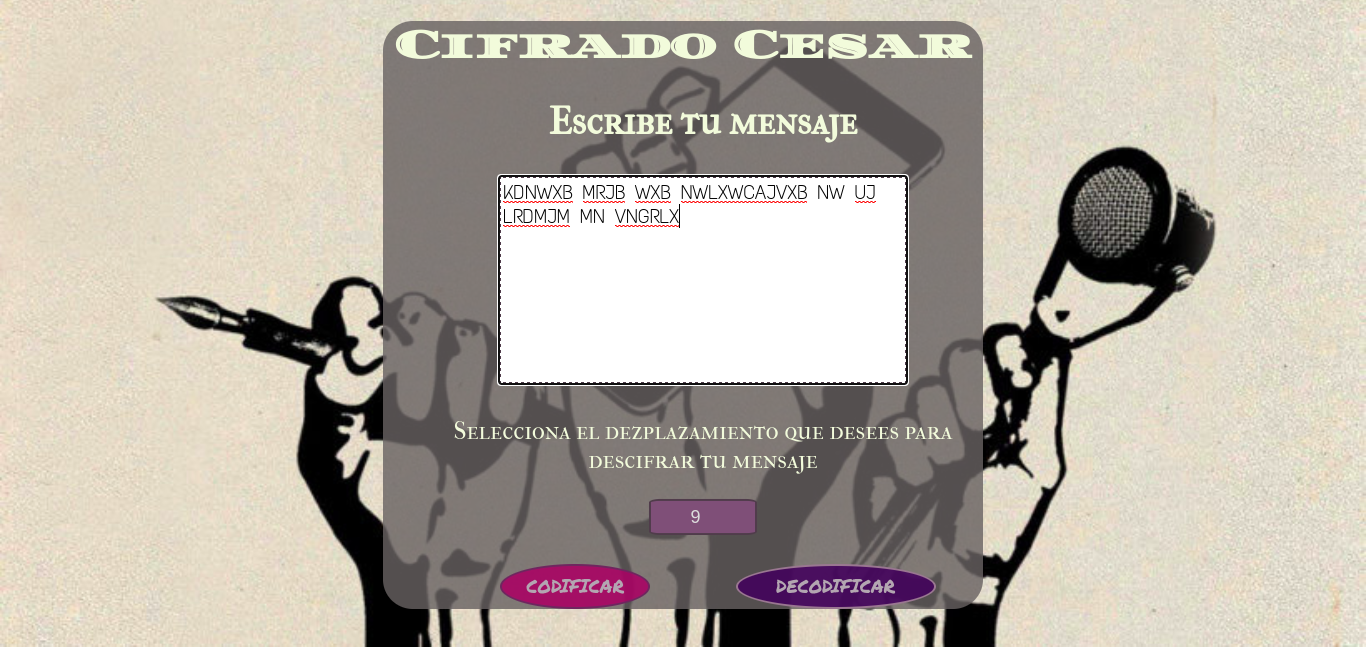 Cifrado Cesar
Escribe tu mensaje
KDNWXB MRJB WXB NWLXWCAJVXB NW UJ
LRDMJM MN VNGRLX
Selecciona el dezplazamiento que desees para
descifrar tu mensaje
9
CODIFICAR DECODIFICAR